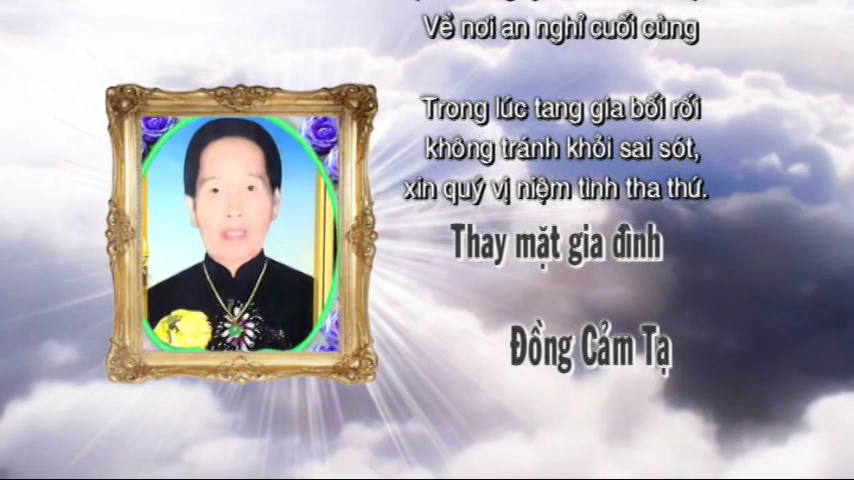 Về nơi an nghỉ cuối cùng
Trong lúc tang gia bối rối
không tránh khỏi sai sót,
xin quý vị niệm tình tha thứ.
Thay mặt gia đình
Đồng Cảm Tạ